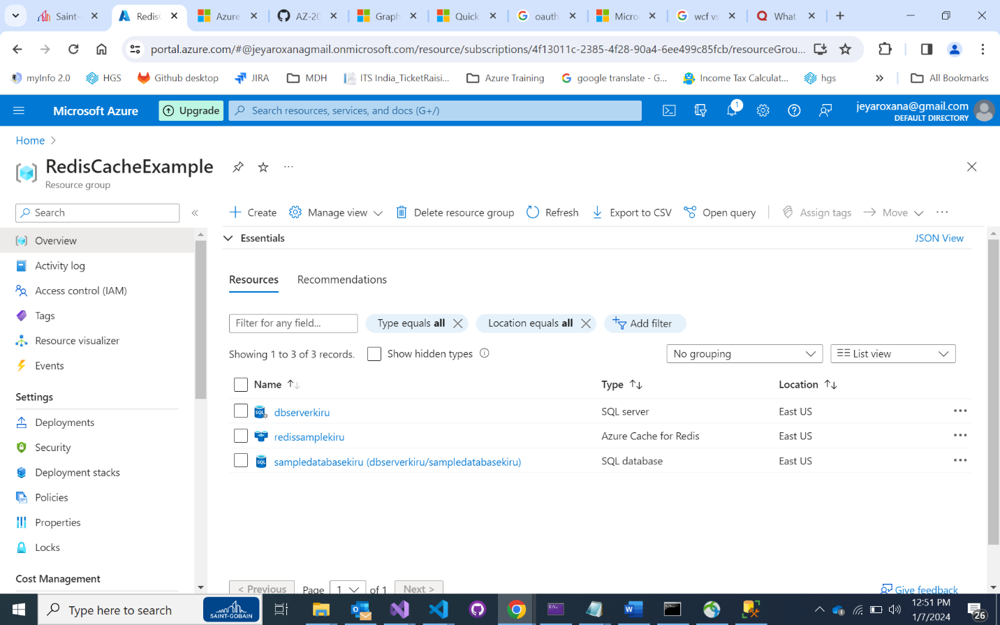 Saint-
Redis
Azure
AZ-20
Graph
Quick
oauth
Micro
wcf vs
What
portal.azure.com/#@jeyaroxanagmail.onmicrosoft.com/resource/subscriptions/4f13011c-2385-4f28-90a4-6ee499c85fcb/resourceGrou...
myInfo 2.0
HGS
Github desktop
JIRA
MDH
ITS India_TicketRaisi...
Azure Training
google translate - G...
Income Tax Calculat...
hgs
»
All Bookmarks
Microsoft Azure
Upgrade
Search resources, services, and docs (G+/)
1
jeyaroxana@gmail.com
DEFAULT DIRECTORY
Home >
RedisCacheExample
Resource group
Search
Create
Manage view
Delete resource group
Refresh
Export to CSV
Open query
Assign tags
Move
Overview
Activity log
Access control (IAM)
Tags
Resource visualizer
Events
Settings
Deployments
Security
Deployment stacks
Policies
Properties
Locks
Cost Management
Essentials
JSON View
Resources
Recommendations
Filter for any field...
Type equals all
Location equals all
Add filter
Showing 1 to 3 of 3 records.
Show hidden types
No grouping
List view
Name
Type
Location
dbserverkiru
SQL server
East US
redissamplekiru
Azure Cache for Redis
East US
sampledatabasekiru (dbserverkiru/sampledatabasekiru)
SQL database
East US
< Previous
Page
1
of 1
Next >
Give feedback
Type here to search
SAINT-GOBAIN
12:51 PM
1/7/2024
26